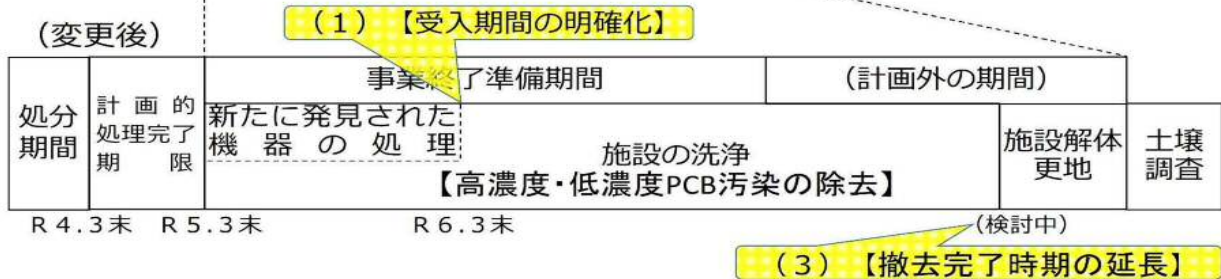 (1) 【受入期間の明確化】
(変更後)
事業終了準備期間
(計画外の期間)
処分
期間
計画的
処理完了
期限
新たに発見された
機器の処理
施設の洗浄
【高濃度・低濃度PCB汚染の除去】
施設解体
更地
土壌
調査
R4.3末 R5.3末 R6.3末 (検討中)
(3) 【撤去完了時期の延長】